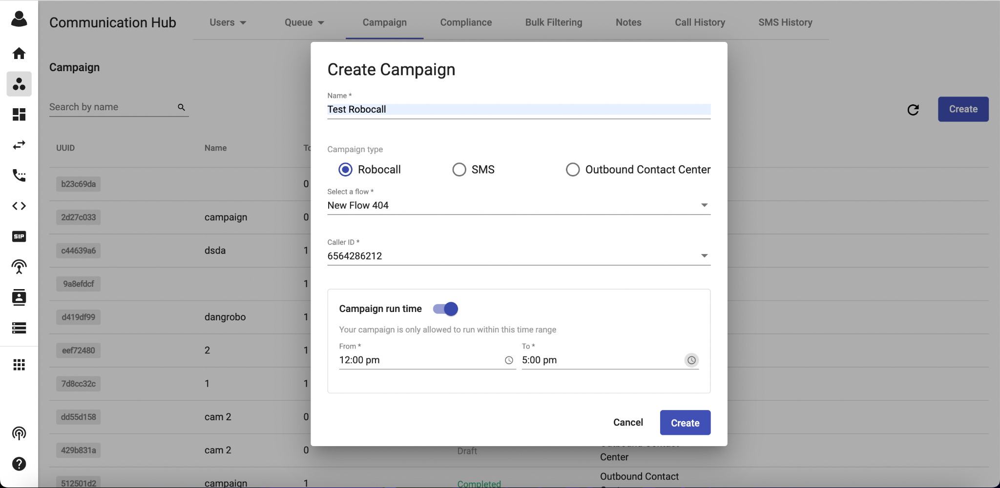 Communication Hub
Users
Queue
Campaign
Compliance
Bulk Filtering
Notes
Call History
SMS History
Campaign
Search by name
Create
UUID
Name
b23c69da
0
2d27c033
campaign
0
c44639a6
dsda
1
9a8efdcf
1
d419df99
dangrobo
1
eef72480
2
1
7d8cc32c
1
1
dd55d158
cam 2
0
429b831a
cam 2
0
Draft
Outbound Contact
Center
512501d2
campaign
1
Completed
Outbound Contact
SIP
Create Campaign
Name *
Test Robocall
Campaign type
Robocall
SMS
Outbound Contact Center
Select a flow *
New Flow 404
Caller ID *
6564286212
Campaign run time
Your campaign is only allowed to run within this time range
From *
12:00 pm
To *
5:00 pm
Cancel
Create